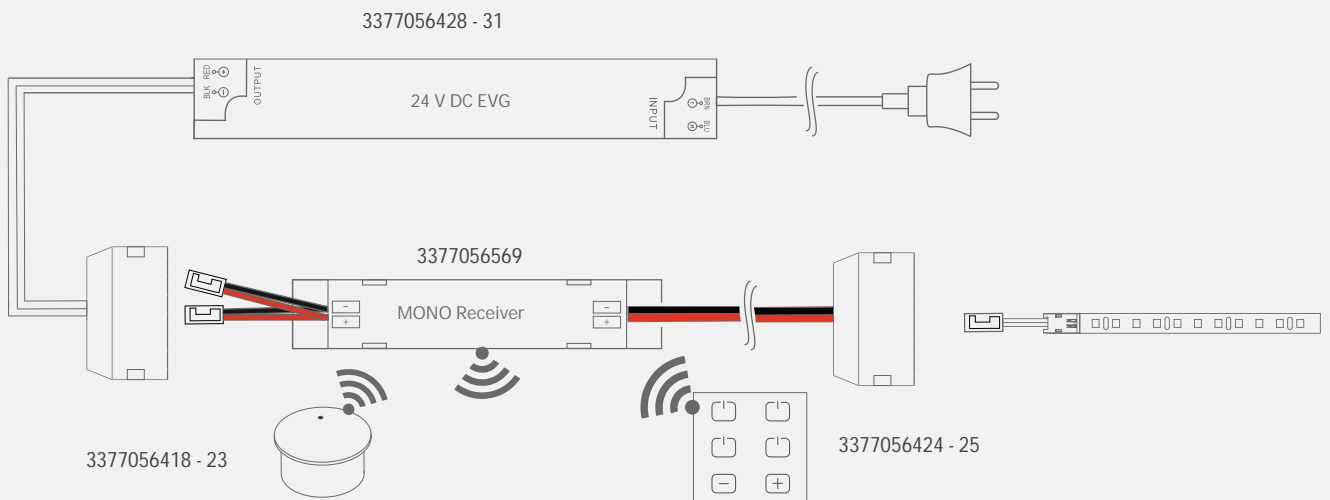 3377056428 - 31
RED +
BLK −
OUTPUT
24 V DC EVG
INPUT
L BRN
N BLU
3377056569
−
+
MONO Receiver
−
+
3377056418 - 23
3377056424 - 25
− +